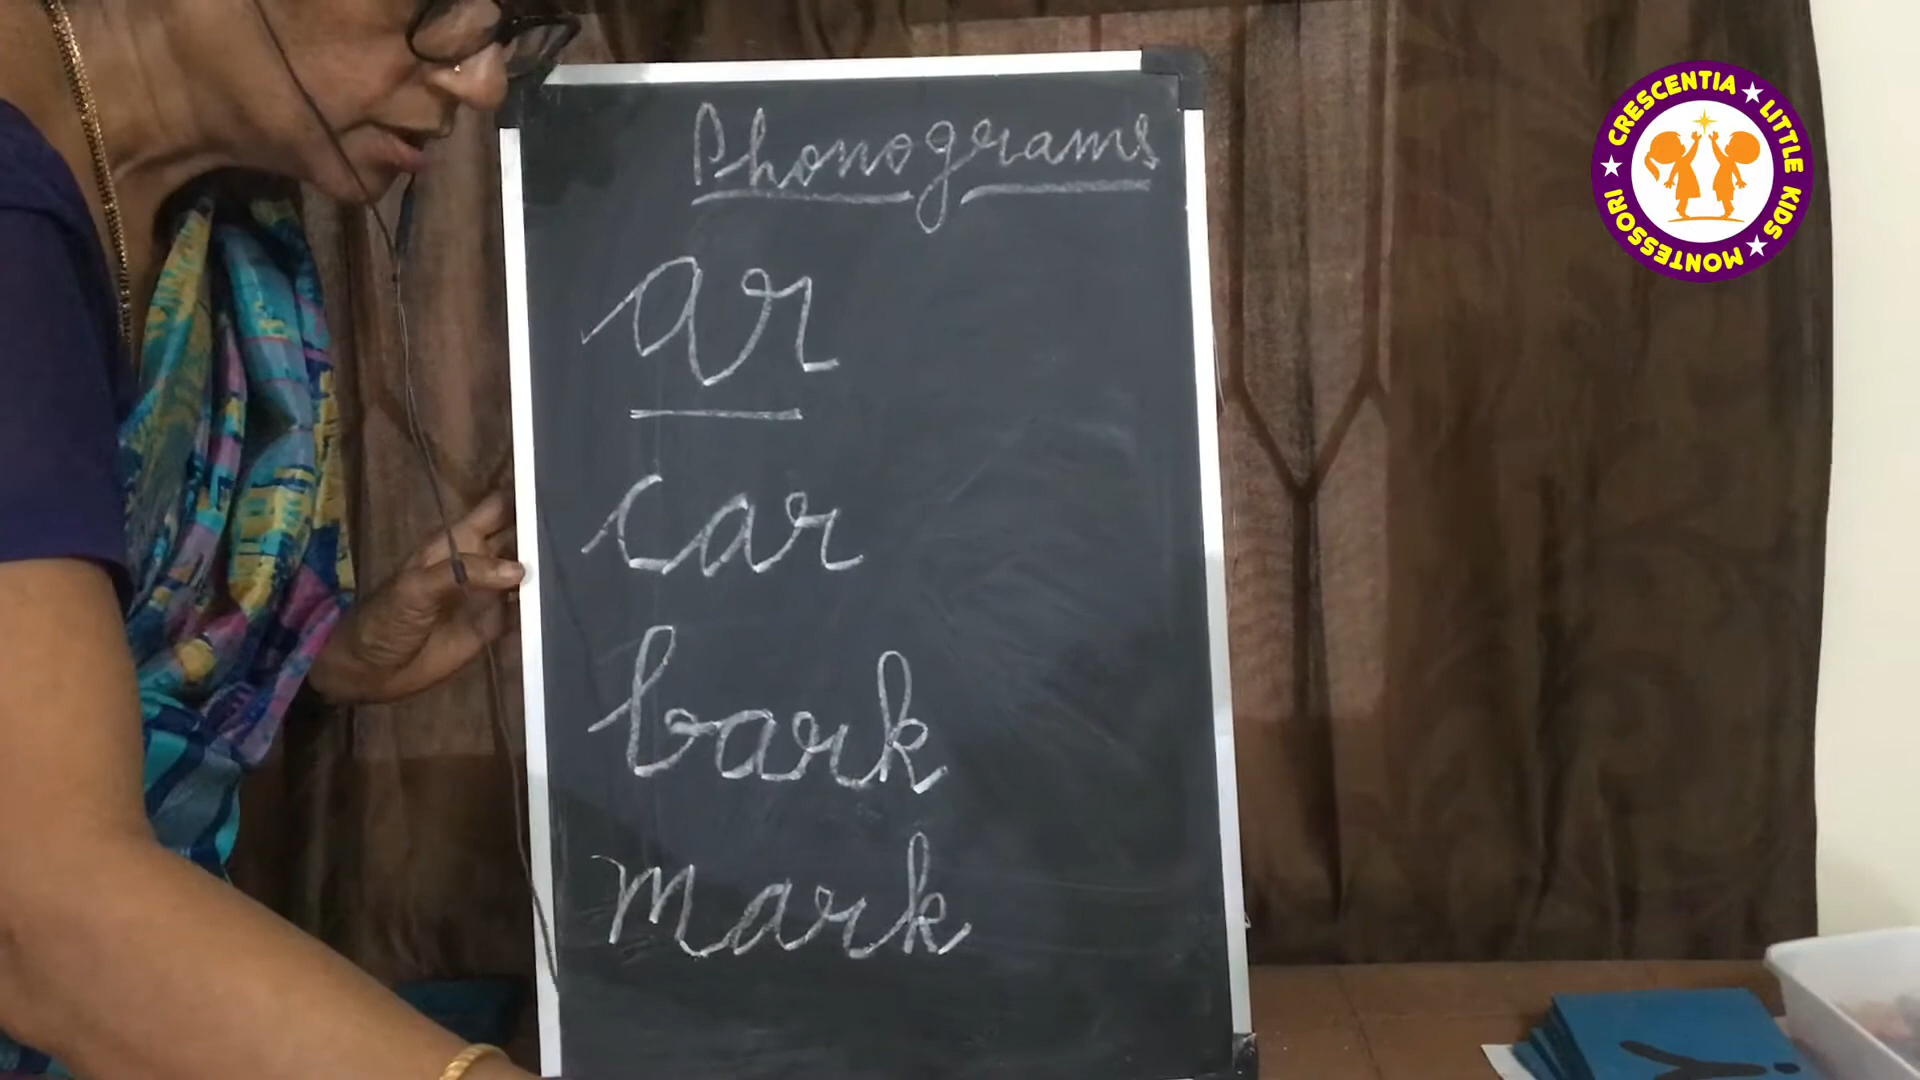 Phonograms
ar
car
bark
mark
CRESCENTIA ★ LITTLE KIDS ★ MONTESSORI ★